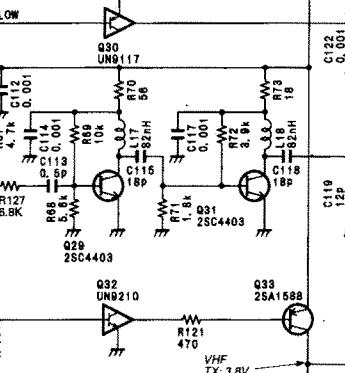 LOW
Q30
UN9117
C122
0.001
C112
0.001
4.7k
C114
0.001
R69
10k
R70
56
L17
82nH
C117
0.001
R72
3.9k
R73
18
L18
82nH
C113
0.5p
C115
18p
C118
18p
R127
6.8K
R68
5.6k
R71
1.8k
Q31
2SC4403
C119
12p
Q29
2SC4403
Q32
UN9210
Q33
2SA1588
R121
470
VHF
TX: 3.8V